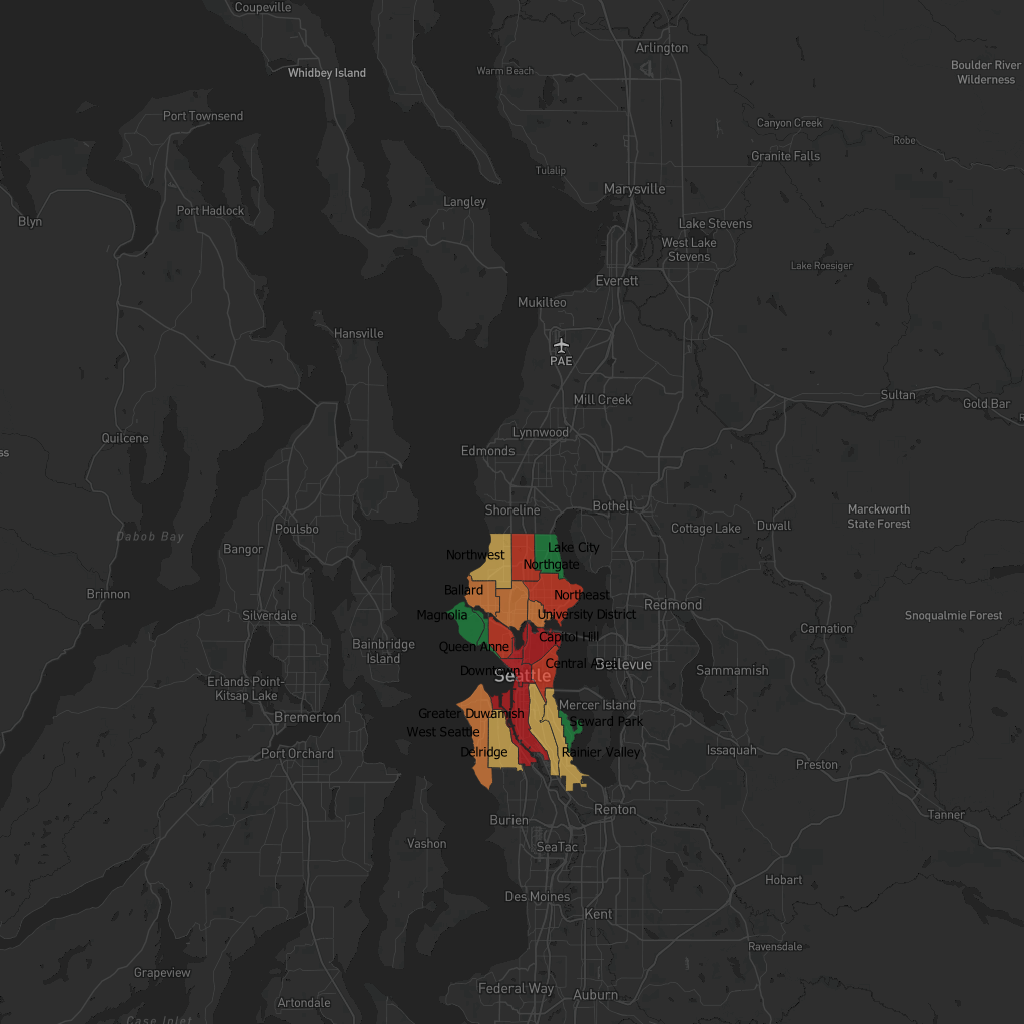 Coupeville
Arlington
Whidbey Island
Warm Beach
Boulder River
Wilderness
Port Townsend
Canyon Creek
Robe
Granite Falls
Tulalip
Marysville
Langley
Port Hadlock
Blyn
Lake Stevens
West Lake
Stevens
Lake Roesiger
Everett
Mukilteo
Hansville
PAE
Mill Creek
Sultan
Gold Bar
Quilcene
Lynnwood
Edmonds
Shoreline
Bothell
Marckworth
State Forest
Poulsbo
Cottage Lake
Duvall
Dabob Bay
Bangor
Northwest
Lake City
Northgate
Brinnon
Ballard
Northeast
Silverdale
Magnolia
University District
Redmond
Snoqualmie Forest
Carnation
Bainbridge
Island
Queen Anne
Capitol Hill
Central Area
Bellevue
Downtown
Seattle
Sammamish
Erlands Point-
Kitsap Lake
Mercer Island
Bremerton
Greater Duwamish
Seward Park
West Seattle
Port Orchard
Delridge
Rainier Valley
Issaquah
Preston
Renton
Tanner
Burien
Vashon
SeaTac
Hobart
Des Moines
Kent
Ravensdale
Grapeview
Federal Way
Auburn
Artondale
Case Inlet